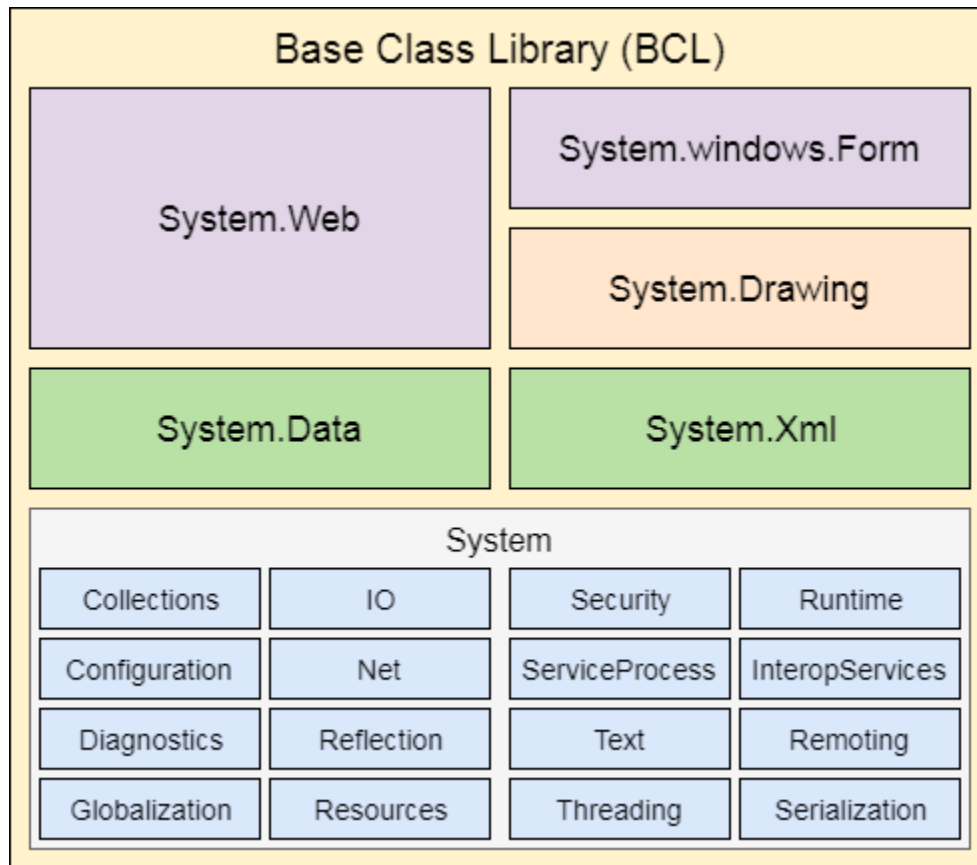 Base Class Library (BCL)
System.Web
System.windows.Form
System.Drawing
System.Data
System.Xml
System
Collections
IO
Security
Runtime
Configuration
Net
ServiceProcess
InteropServices
Diagnostics
Reflection
Text
Remoting
Globalization
Resources
Threading
Serialization